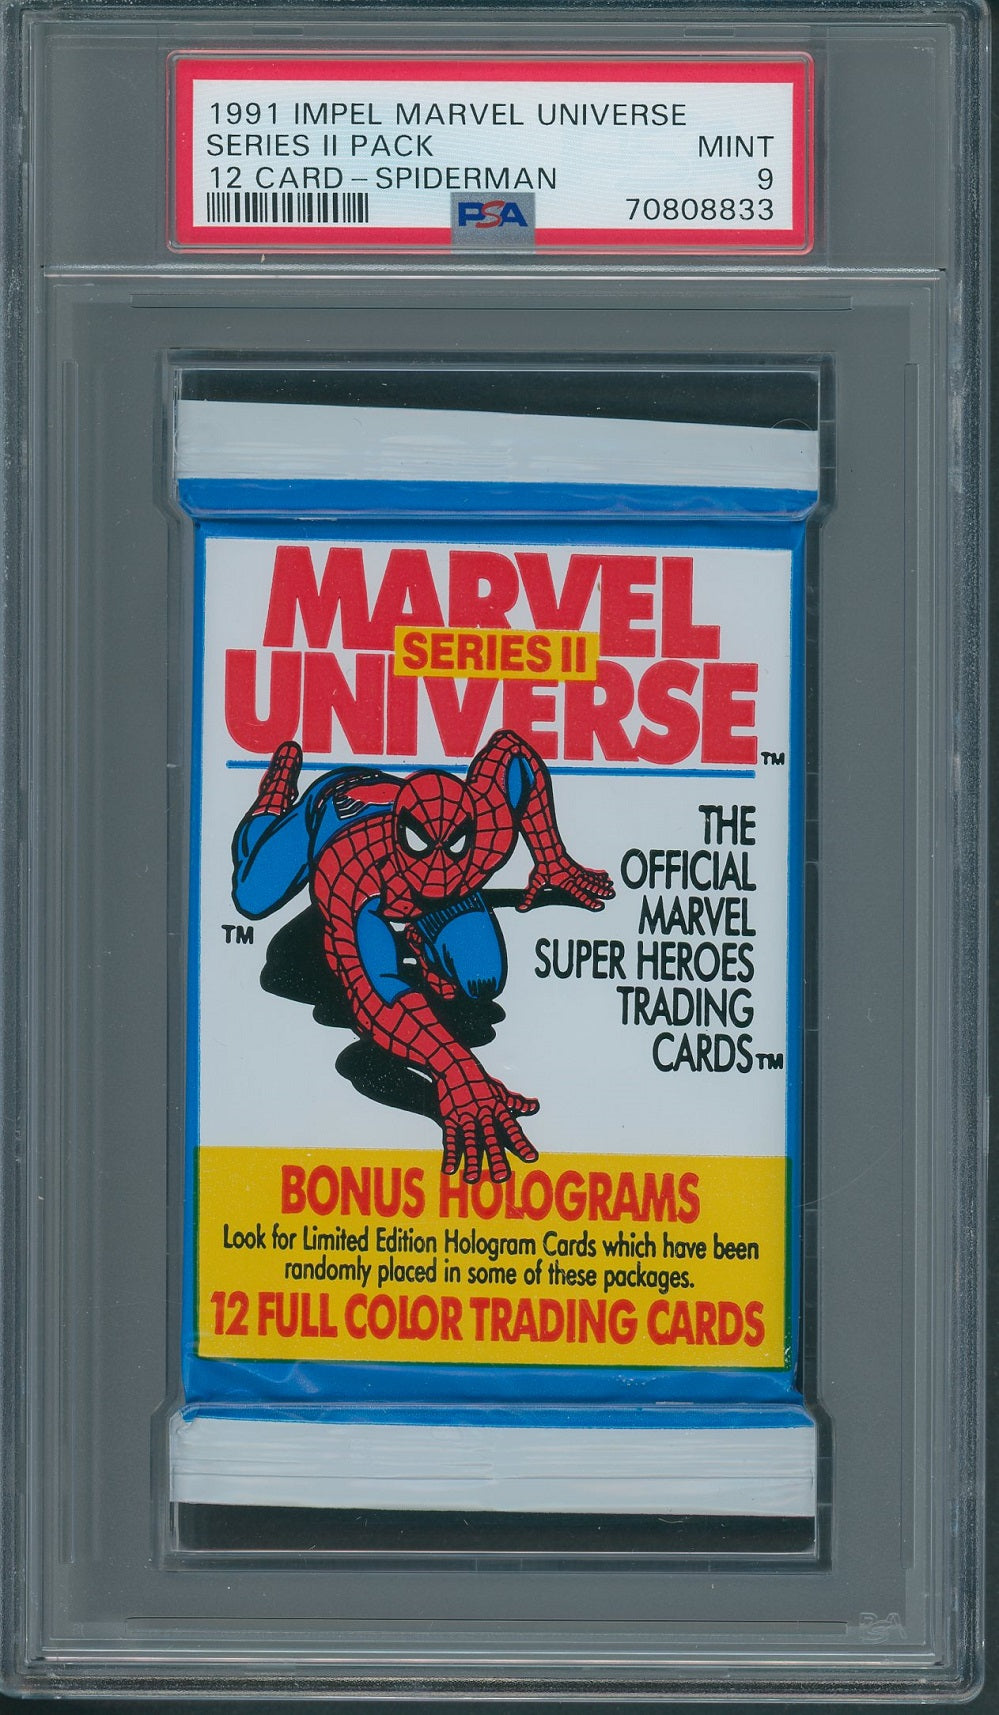 1991 IMPEL MARVEL UNIVERSE
SERIES II PACK MINT
12 CARD – SPIDERMAN 9
PSA 70808833
MARVEL
SERIES II
UNIVERSE TM
THE
OFFICIAL
MARVEL
SUPER HEROES
TRADING
CARDS TM
TM
BONUS HOLOGRAMS
Look for Limited Edition Hologram Cards which have been
randomly placed in some of these packages.
12 FULL COLOR TRADING CARDS
PSA